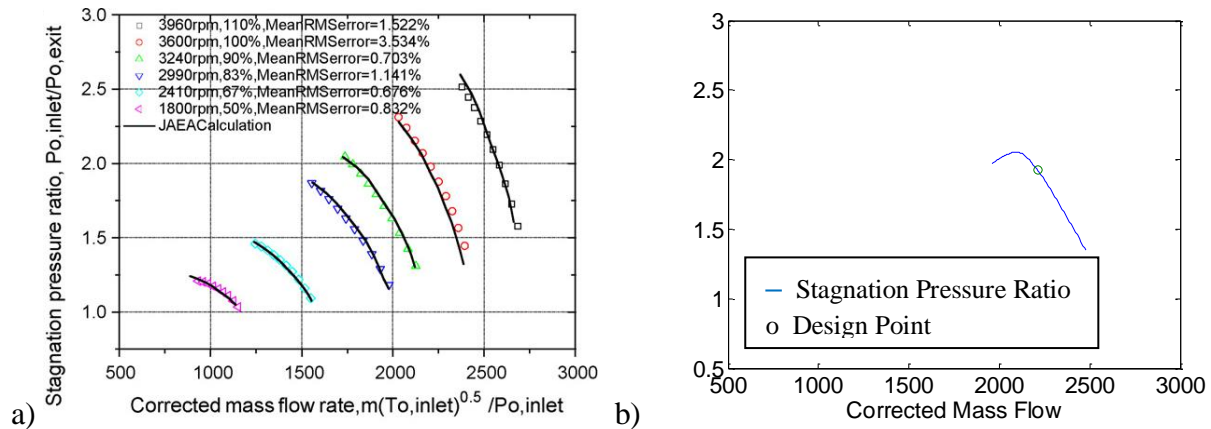 3.0
2.5
2.0
1.5
1.0
Stagnation pressure ratio, Po,inlet/Po,exit
3960rpm,110%,MeanRMSerror=1.522%
3600rpm,100%,MeanRMSerror=3.534%
3240rpm,90%,MeanRMSerror=0.703%
2990rpm,83%,MeanRMSerror=1.141%
2410rpm,67%,MeanRMSerror=0.676%
1800rpm,50%,MeanRMSerror=0.832%
JAEACalculation
500 1000 1500 2000 2500 3000
Corrected mass flow rate,m(To,inlet)^0.5 /Po,inlet
a)
3
2.5
2
1.5
1
0.5
Stagnation Pressure Ratio
o Design Point
500 1000 1500 2000 2500 3000
Corrected Mass Flow
b)